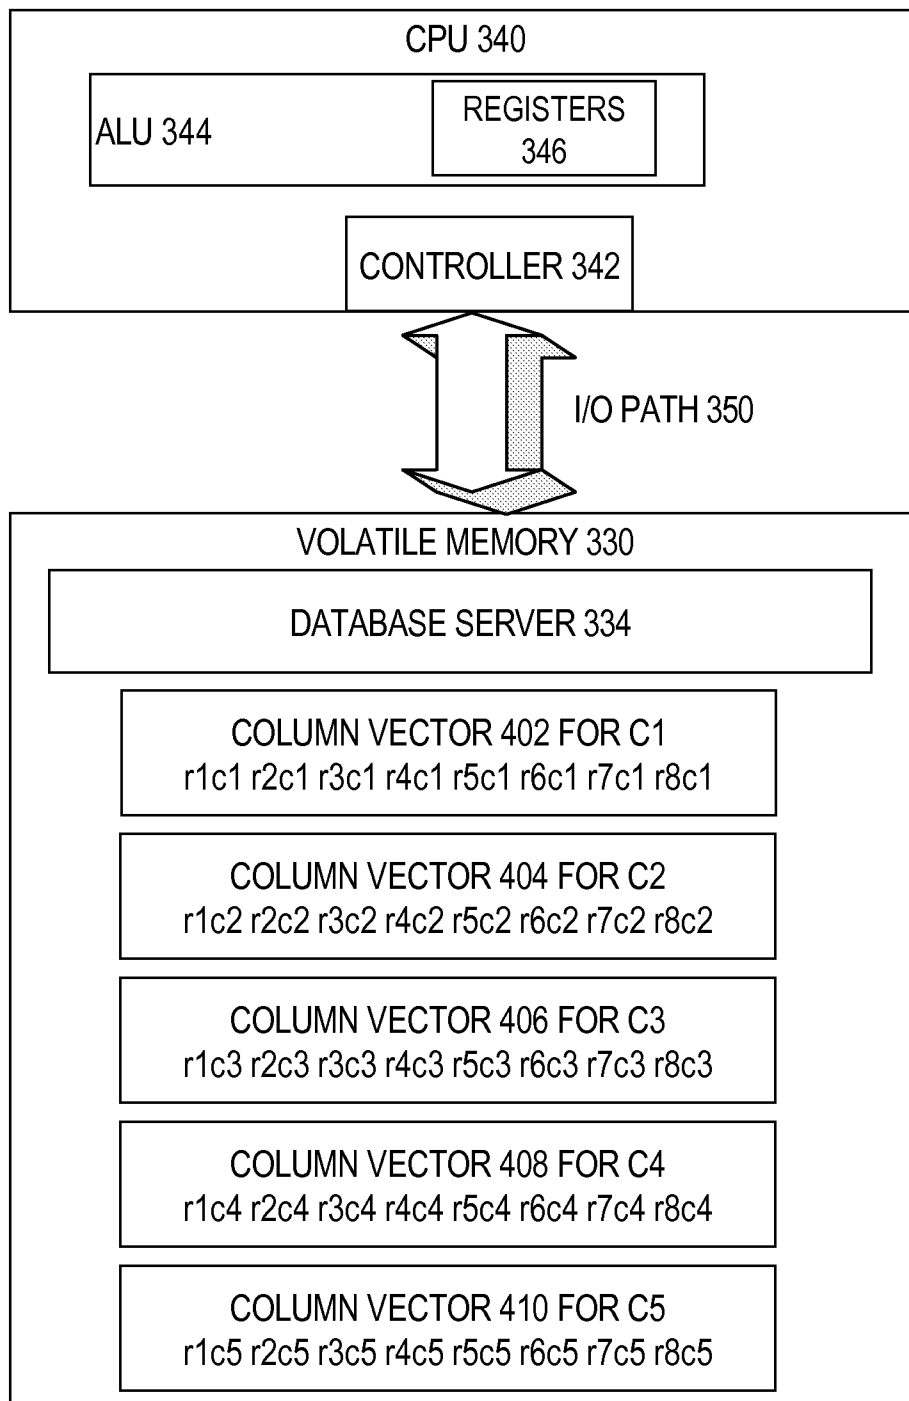 CPU 340
ALU 344
REGISTERS
346
CONTROLLER 342
I/O PATH 350
VOLATILE MEMORY 330
DATABASE SERVER 334
COLUMN VECTOR 402 FOR C1
r1c1 r2c1 r3c1 r4c1 r5c1 r6c1 r7c1 r8c1
COLUMN VECTOR 404 FOR C2
r1c2 r2c2 r3c2 r4c2 r5c2 r6c2 r7c2 r8c2
COLUMN VECTOR 406 FOR C3
r1c3 r2c3 r3c3 r4c3 r5c3 r6c3 r7c3 r8c3
COLUMN VECTOR 408 FOR C4
r1c4 r2c4 r3c4 r4c4 r5c4 r6c4 r7c4 r8c4
COLUMN VECTOR 410 FOR C5
r1c5 r2c5 r3c5 r4c5 r5c5 r6c5 r7c5 r8c5